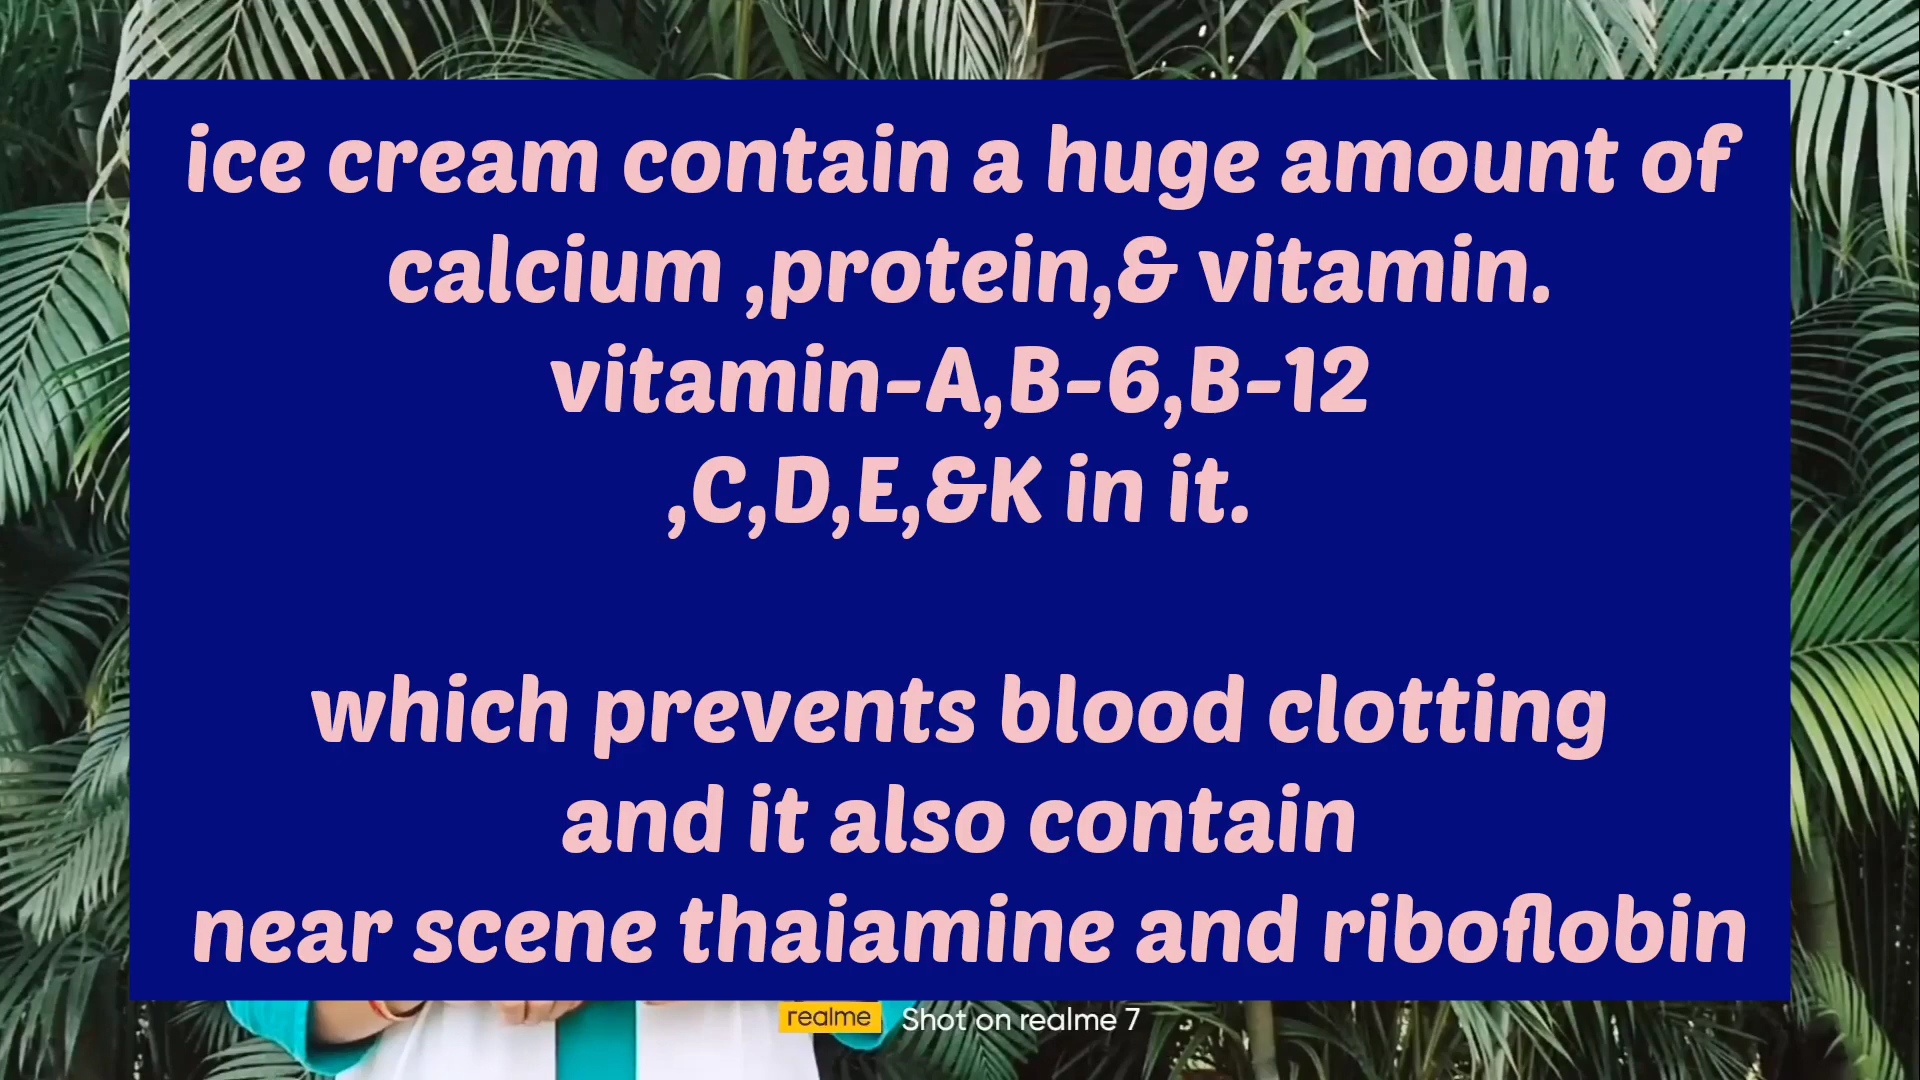 ice cream contain a huge amount of
calcium ,protein,& vitamin.
vitamin-A,B-6,B-12
,C,D,E,&K in it.
which prevents blood clotting
and it also contain
near scene thaiamine and riboflobin
realme Shot on realme 7